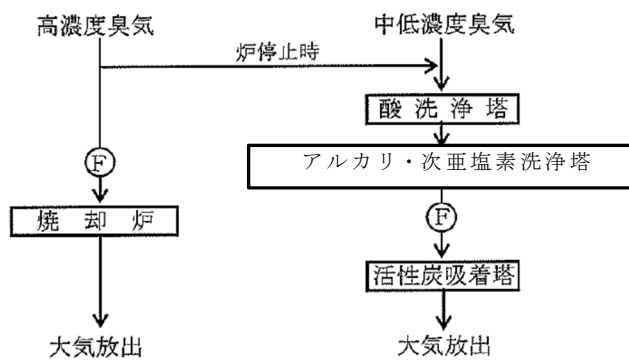 高濃度臭気
中低濃度臭気
炉停止時
酸洗浄塔
アルカリ・次亜塩素洗浄塔
F
F
焼却炉
活性炭吸着塔
大気放出
大気放出